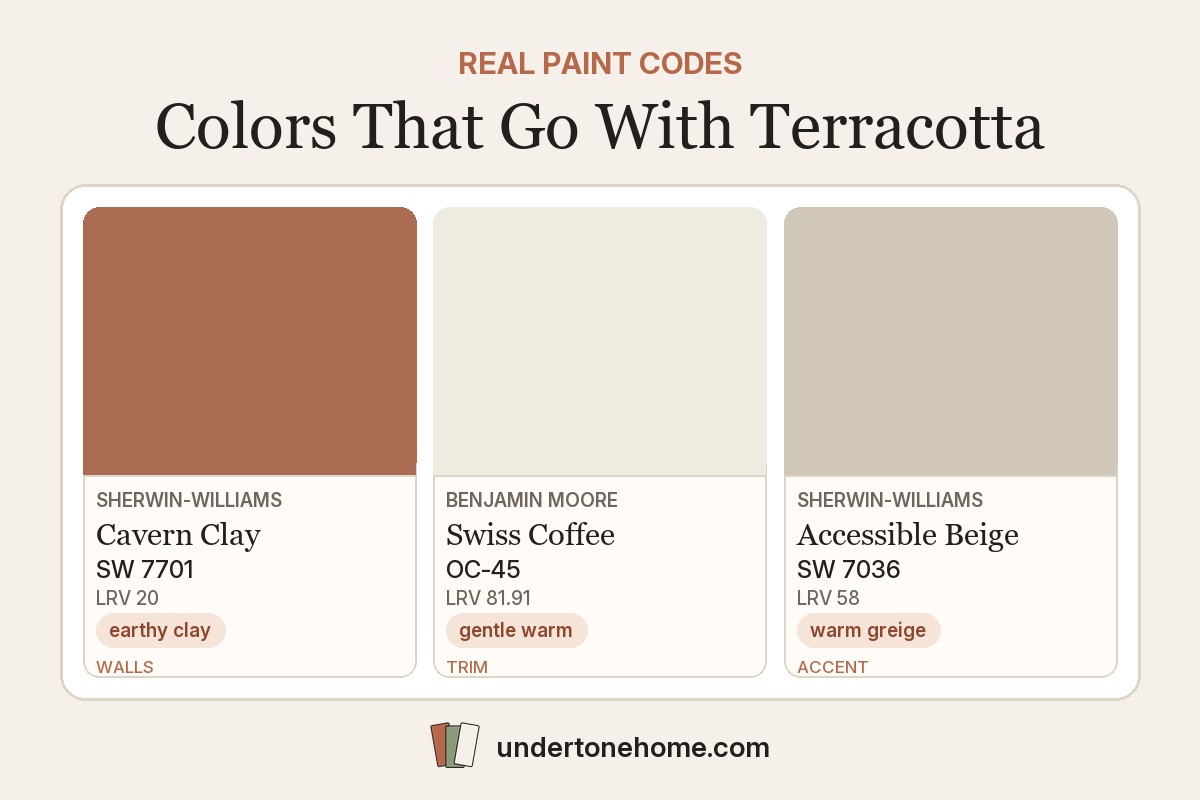 REAL PAINT CODES
Colors That Go With Terracotta
SHERWIN-WILLIAMS
Cavern Clay
SW 7701
LRV 20
earthy clay
WALLS
BENJAMIN MOORE
Swiss Coffee
OC-45
LRV 81.91
gentle warm
TRIM
SHERWIN-WILLIAMS
Accessible Beige
SW 7036
LRV 58
warm greige
ACCENT
undertonehome.com